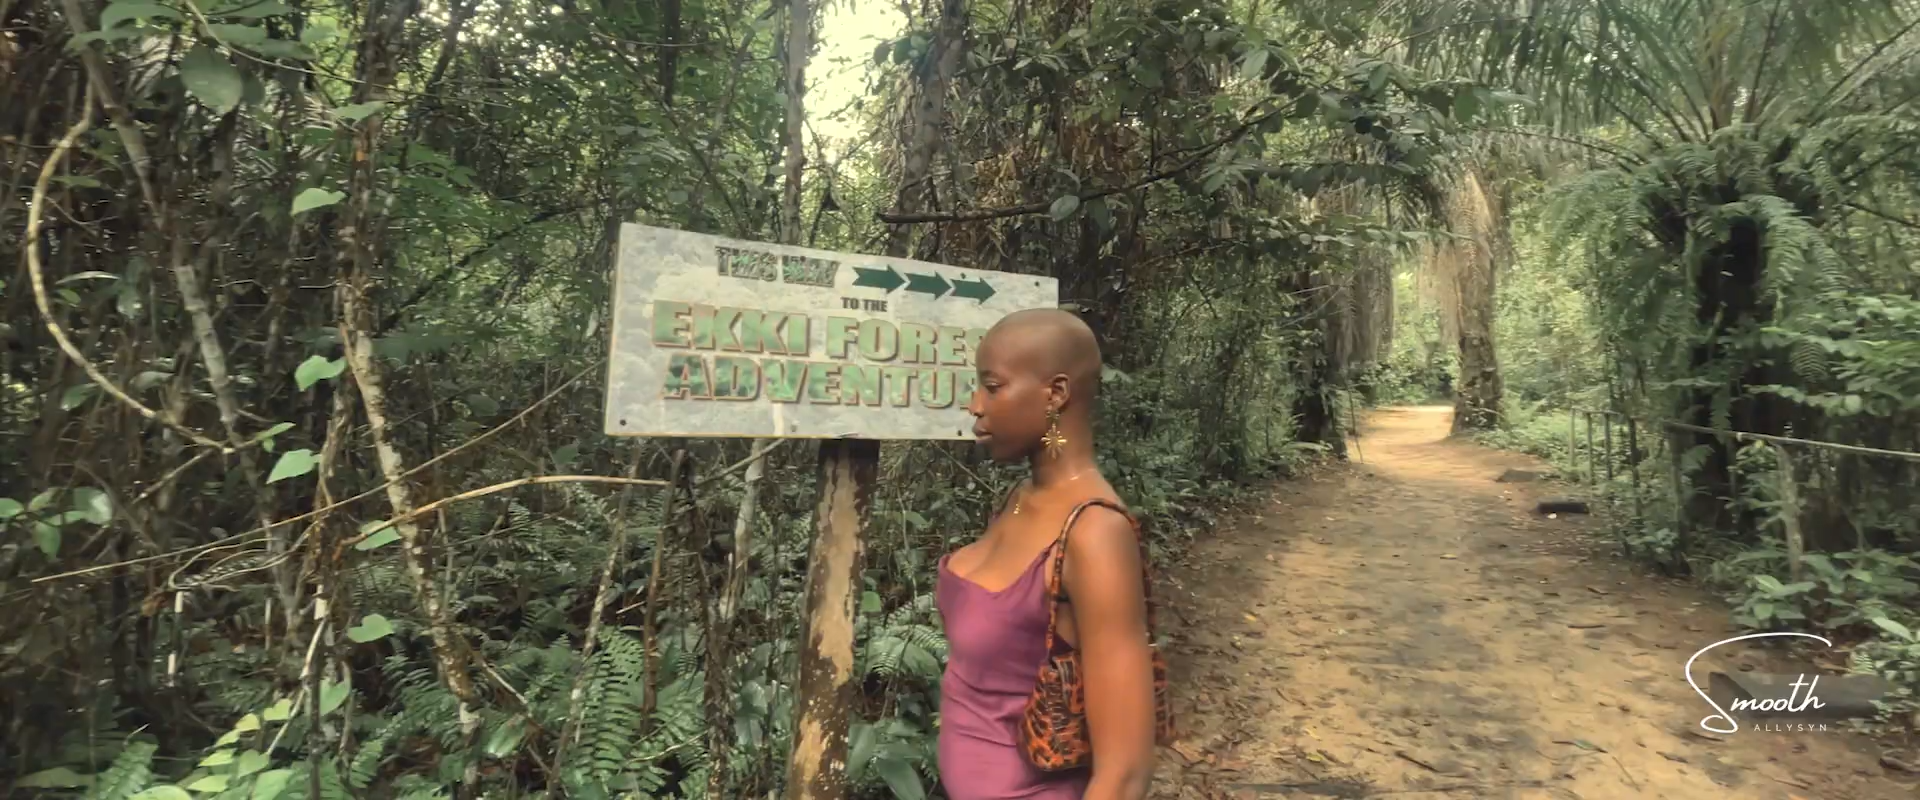 THIS WAY
TO THE
EKKI FORES
ADVENTU
Smooth
ALLYSYN